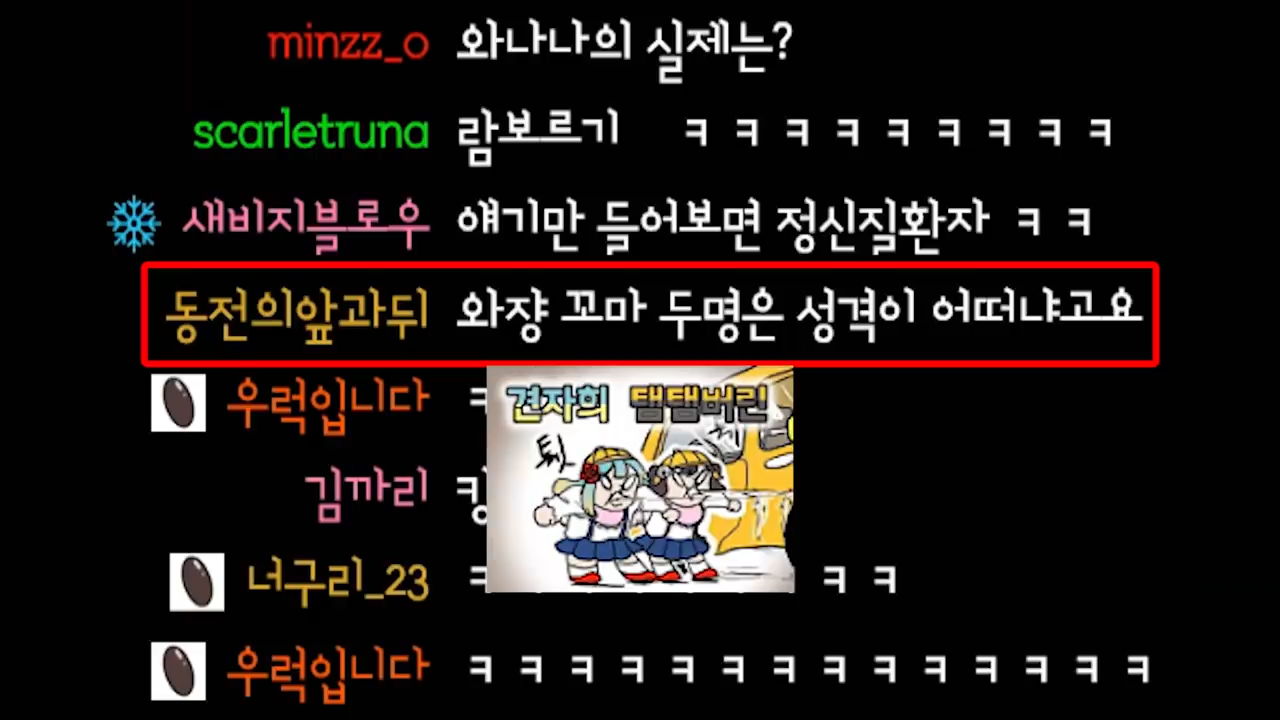 minzz_o 와나나의 실제는?
scarletruna 람보르기 ㅋㅋㅋㅋㅋㅋㅋㅋㅋ
새비지블로우 얘기만 들어보면 정신질환자 ㅋㅋ
동전의앞과뒤 와쟝 꼬마 두명은 성격이 어떠냐고요
우럭입니다 ㅋ
견자희 탬탬버린
퉷
김까리 킹
너구리_23 ㅋ ㅋㅋ
우럭입니다 ㅋㅋㅋㅋㅋㅋㅋㅋㅋㅋㅋㅋㅋㅋ